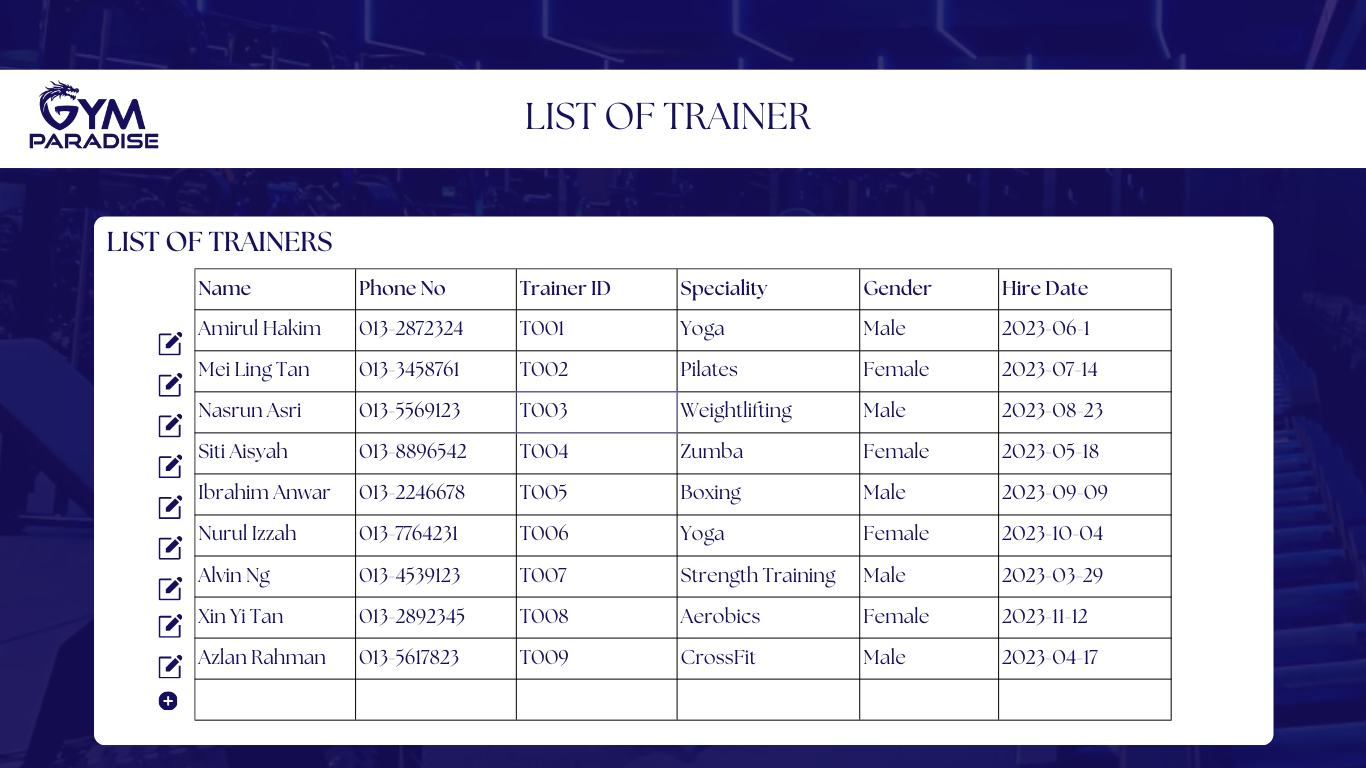 GYM
PARADISE
LIST OF TRAINER
LIST OF TRAINERS
Name Phone No Trainer ID Speciality Gender Hire Date
Amirul Hakim 013-2872324 T001 Yoga Male 2023-06-1
Mei Ling Tan 013-3458761 T002 Pilates Female 2023-07-14
Nasrun Asri 013-5569123 T003 Weightlifting Male 2023-08-23
Siti Aisyah 013-8896542 T004 Zumba Female 2023-05-18
Ibrahim Anwar 013-2246678 T005 Boxing Male 2023-09-09
Nurul Izzah 013-7764231 T006 Yoga Female 2023-10-04
Alvin Ng 013-4539123 T007 Strength Training Male 2023-03-29
Xin Yi Tan 013-2892345 T008 Aerobics Female 2023-11-12
Azlan Rahman 013-5617823 T009 CrossFit Male 2023-04-17